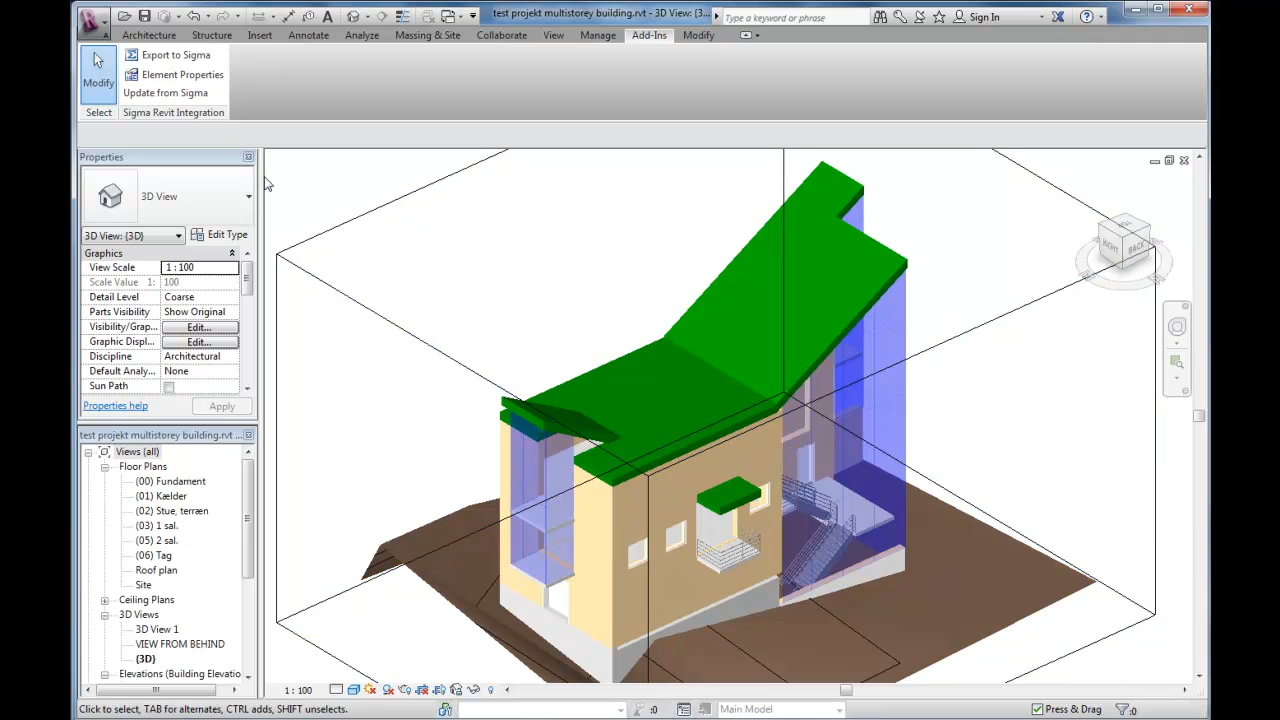 test projekt multistorey building.rvt - 3D View: {3...
Type a keyword or phrase
Sign In
Architecture Structure Insert Annotate Analyze Massing & Site Collaborate View Manage Add-Ins Modify
Modify
Export to Sigma
Element Properties
Update from Sigma
Select
Sigma Revit Integration
Properties
3D View
3D View: {3D}
Edit Type
Graphics
View Scale 1 : 100
Scale Value 1: 100
Detail Level Coarse
Parts Visibility Show Original
Visibility/Grap... Edit...
Graphic Displ... Edit...
Discipline Architectural
Default Analy... None
Sun Path
Properties help
Apply
test projekt multistorey building.rvt ...
Views (all)
Floor Plans
(00) Fundament
(01) Kælder
(02) Stue, terræn
(03) 1 sal.
(05) 2 sal.
(06) Tag
Roof plan
Site
Ceiling Plans
3D Views
3D View 1
VIEW FROM BEHIND
{3D}
Elevations (Building Elevatio
RIGHT BACK
1 : 100
Click to select, TAB for alternates, CTRL adds, SHIFT unselects.
:0
Main Model
Press & Drag
:0